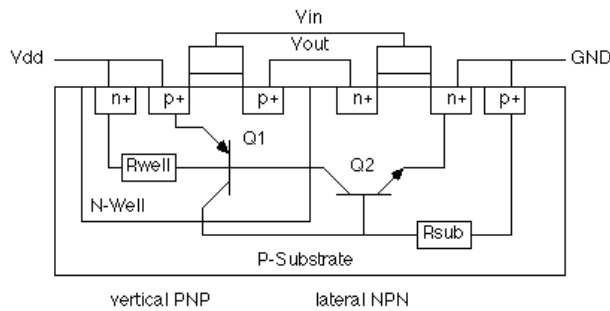 Vin
Vdd
Vout
GND
n+
p+
p+
n+
n+
p+
Q1
Q2
Rwell
N-Well
Rsub
P-Substrate
vertical PNP
lateral NPN